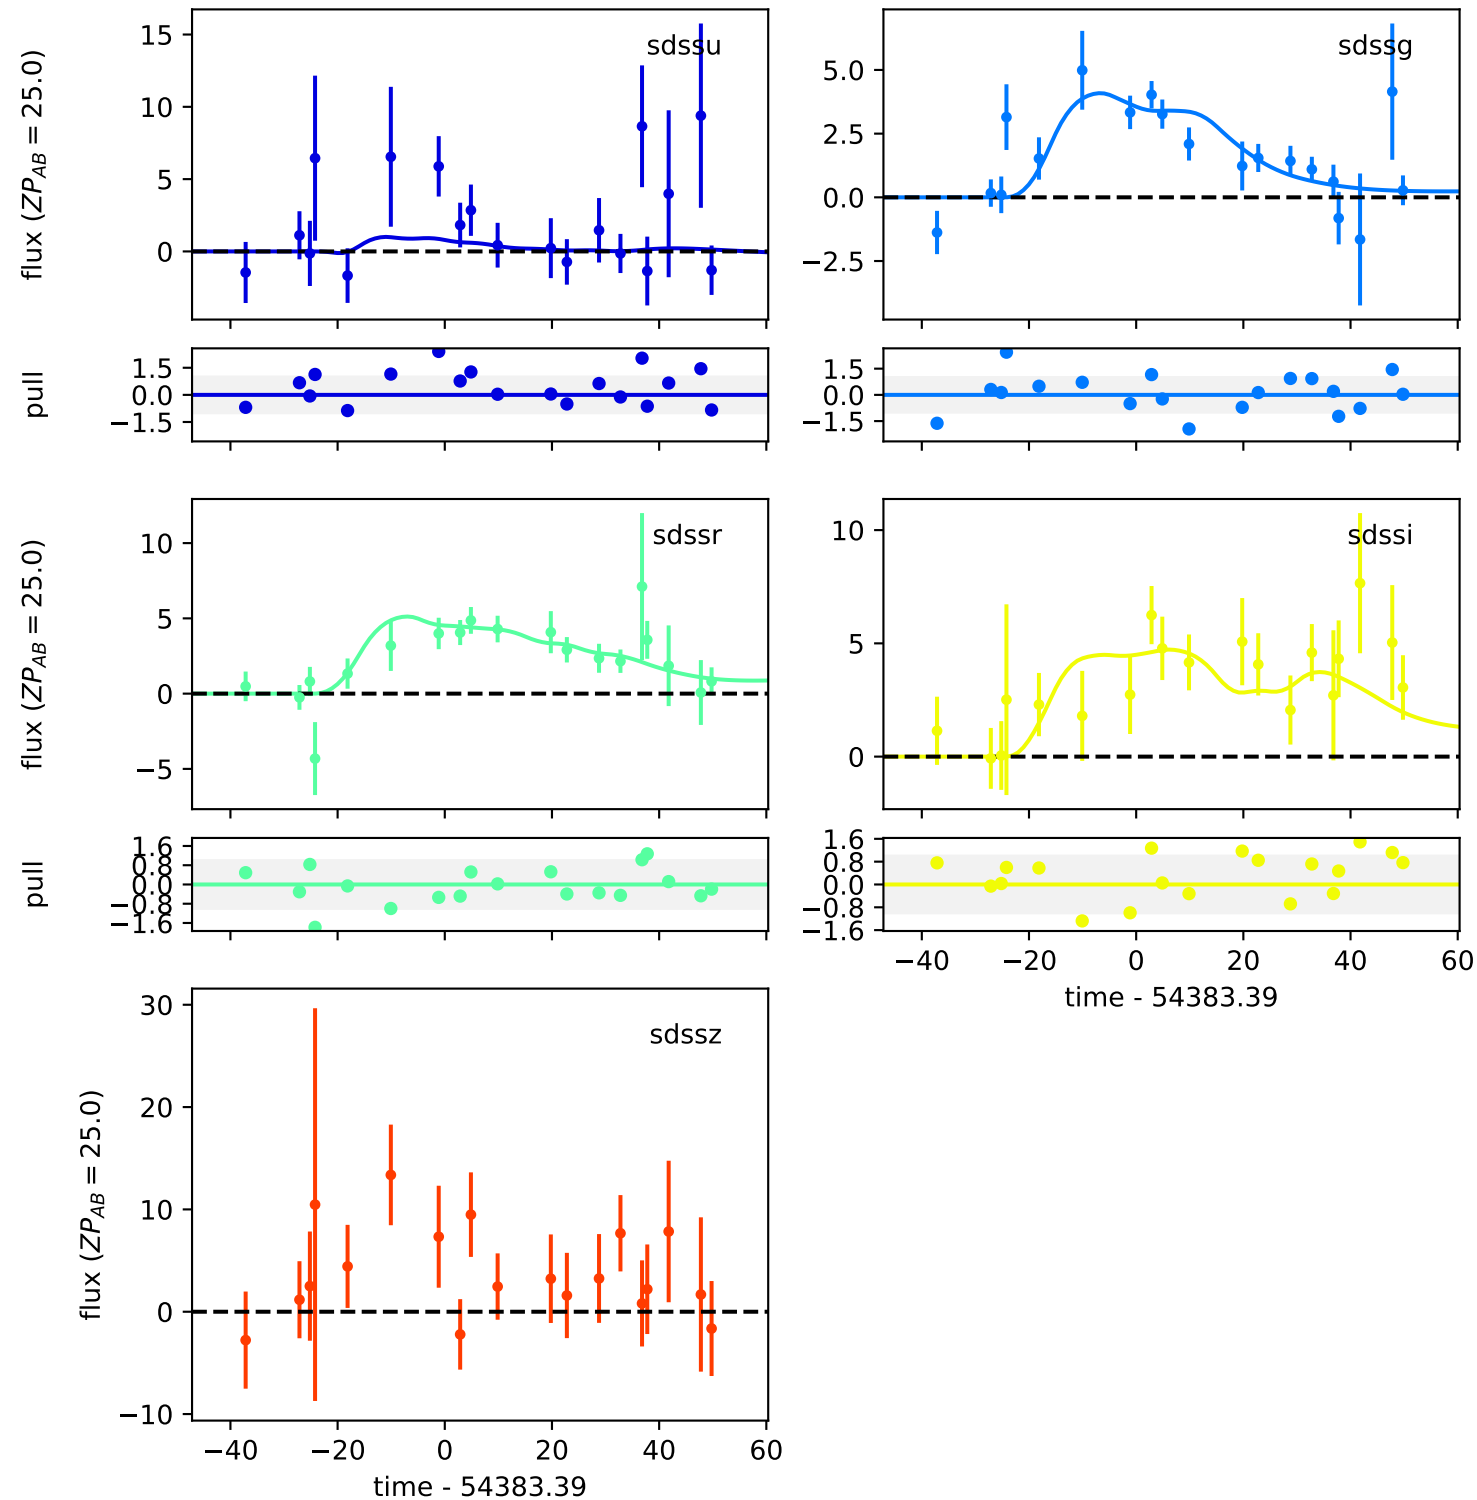 sdssu
flux (ZP_AB = 25.0)
15
10
5
0
sdssg
5.0
2.5
0.0
−2.5
pull
1.5
0.0
−1.5
1.5
0.0
−1.5
sdssr
flux (ZP_AB = 25.0)
10
5
0
−5
sdssi
10
5
0
pull
1.6
0.8
0.0
−0.8
−1.6
1.6
0.8
0.0
−0.8
−1.6
−40 −20 0 20 40 60
time - 54383.39
sdssz
flux (ZP_AB = 25.0)
30
20
10
0
−10
−40 −20 0 20 40 60
time - 54383.39